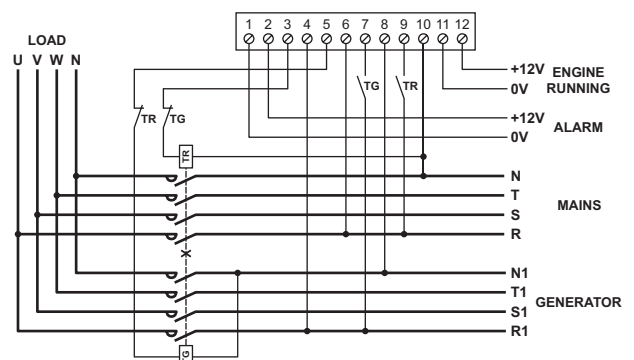 1 2 3 4 5 6 7 8 9 10 11 12
LOAD
U V W N
+12V
0V
ENGINE
RUNNING
TG
TR
TR
TG
+12V
0V
ALARM
TR
N
T
S
R
MAINS
N1
T1
S1
R1
GENERATOR
TG